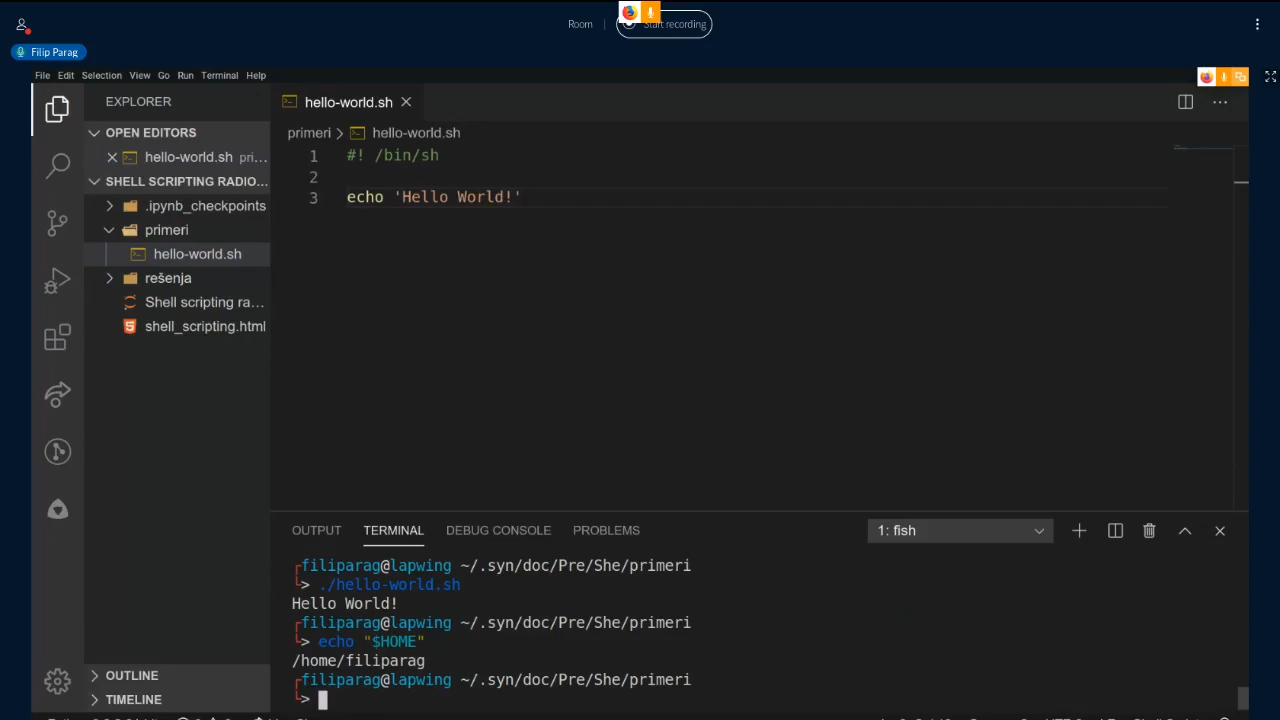 Room
Start recording
Filip Parag
File Edit Selection View Go Run Terminal Help
EXPLORER
OPEN EDITORS
hello-world.sh pri...
SHELL SCRIPTING RADIO...
.ipynb_checkpoints
primeri
hello-world.sh
rešenja
Shell scripting ra...
shell_scripting.html
OUTLINE
TIMELINE
hello-world.sh
primeri > hello-world.sh
1 #! /bin/sh
2
3 echo 'Hello World!'
OUTPUT TERMINAL DEBUG CONSOLE PROBLEMS
1: fish
filiparag@lapwing ~/.syn/doc/Pre/She/primeri
> ./hello-world.sh
Hello World!
filiparag@lapwing ~/.syn/doc/Pre/She/primeri
> echo "$HOME"
/home/filiparag
filiparag@lapwing ~/.syn/doc/Pre/She/primeri
>